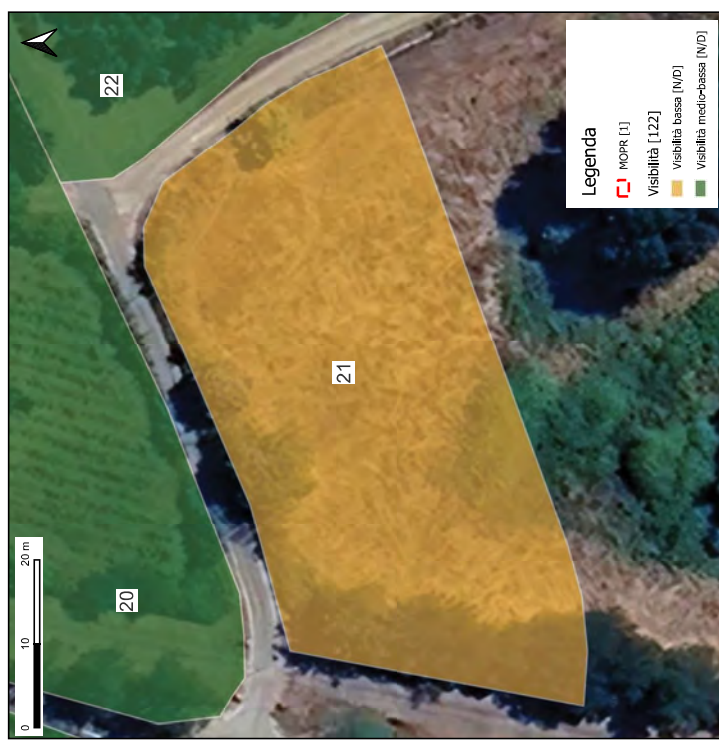 22
21
20
0 10 20 m
Legenda
MOPR [1]
Visibilità [122]
Visibilità bassa [N/D]
Visibilità medio-bassa [N/D]